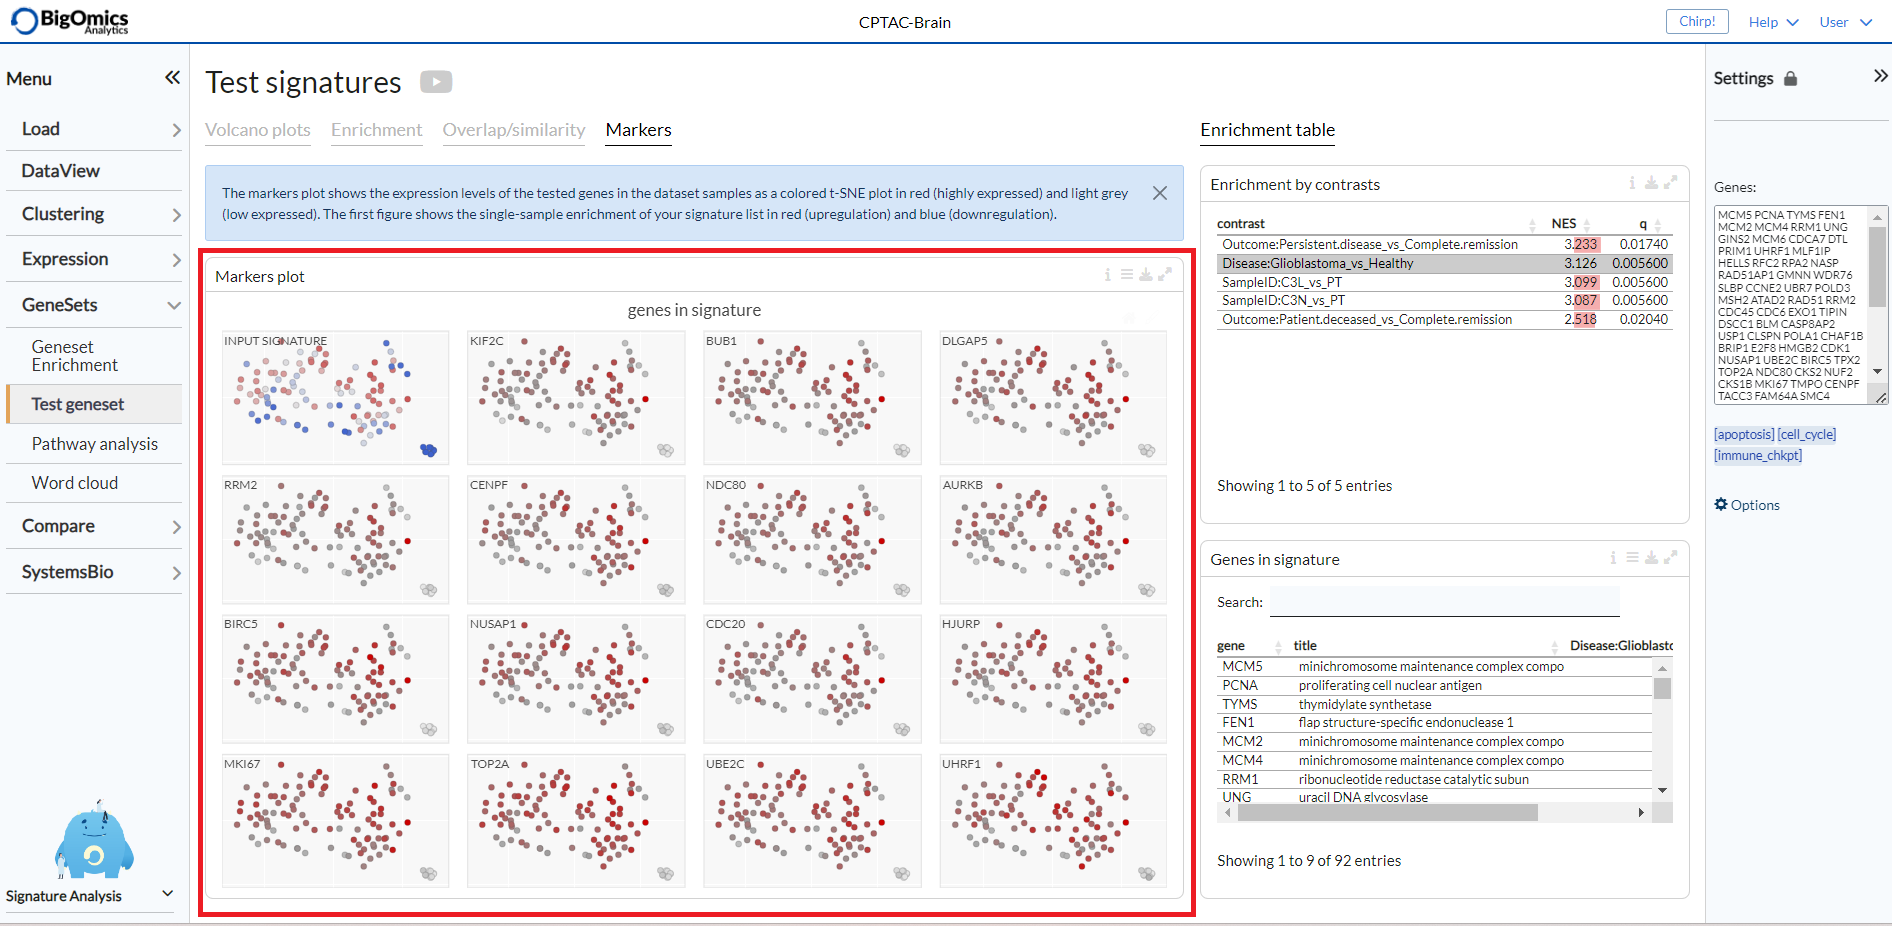 BigOmics
Analytics
CPTAC-Brain
Chirp!
Help
User
Menu
Load
DataView
Clustering
Expression
GeneSets
Geneset
Enrichment
Test geneset
Pathway analysis
Word cloud
Compare
SystemsBio
Signature Analysis
Test signatures
Volcano plots
Enrichment
Overlap/similarity
Markers
The markers plot shows the expression levels of the tested genes in the dataset samples as a colored t-SNE plot in red (highly expressed) and light grey
(low expressed). The first figure shows the single-sample enrichment of your signature list in red (upregulation) and blue (downregulation).
Markers plot
genes in signature
INPUT SIGNATURE
KIF2C
BUB1
DLGAP5
RRM2
CENPF
NDC80
AURKB
BIRC5
NUSAP1
CDC20
HJURP
MKI67
TOP2A
UBE2C
UHRF1
Enrichment table
Enrichment by contrasts
contrast NES q
Outcome:Persistent.disease_vs_Complete.remission 3.233 0.01740
Disease:Glioblastoma_vs_Healthy 3.126 0.005600
SampleID:C3L_vs_PT 3.099 0.005600
SampleID:C3N_vs_PT 3.087 0.005600
Outcome:Patient.deceased_vs_Complete.remission 2.518 0.02040
Showing 1 to 5 of 5 entries
Genes in signature
Search:
gene title Disease:Glioblasto
MCM5 minichromosome maintenance complex compo
PCNA proliferating cell nuclear antigen
TYMS thymidylate synthetase
FEN1 flap structure-specific endonuclease 1
MCM2 minichromosome maintenance complex compo
MCM4 minichromosome maintenance complex compo
RRM1 ribonucleotide reductase catalytic subun
UNG uracil DNA glycosylase
Showing 1 to 9 of 92 entries
Settings
Genes:
MCM5 PCNA TYMS FEN1
MCM2 MCM4 RRM1 UNG
GINS2 MCM6 CDCA7 DTL
PRIM1 UHRF1 MLF1IP
HELLS RFC2 RPA2 NASP
RAD51AP1 GMNN WDR76
SLBP CCNE2 UBR7 POLD3
MSH2 ATAD2 RAD51 RRM2
CDC45 CDC6 EXO1 TIPIN
DSCC1 BLM CASP8AP2
USP1 CLSPN POLA1 CHAF1B
BRIP1 E2F8 HMGB2 CDK1
NUSAP1 UBE2C BIRC5 TPX2
TOP2A NDC80 CKS2 NUF2
CKS1B MKI67 TMPO CENPF
TACC3 FAM64A SMC4
[apoptosis] [cell_cycle]
[immune_chkpt]
Options